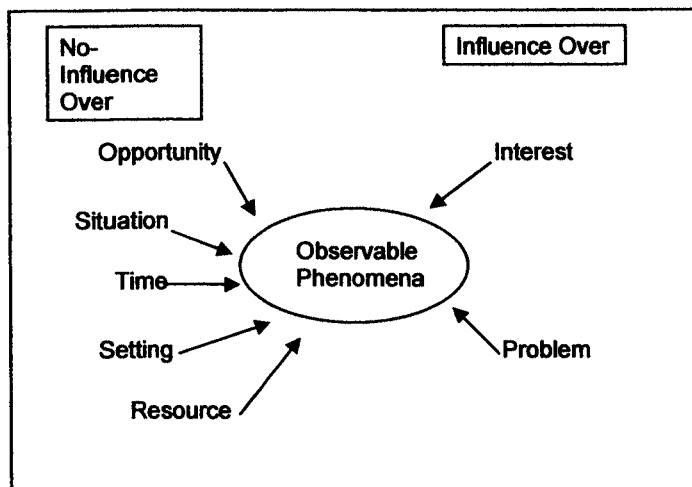 No-
Influence
Over
Influence Over
Opportunity
Interest
Situation
Observable
Phenomena
Time
Setting
Problem
Resource